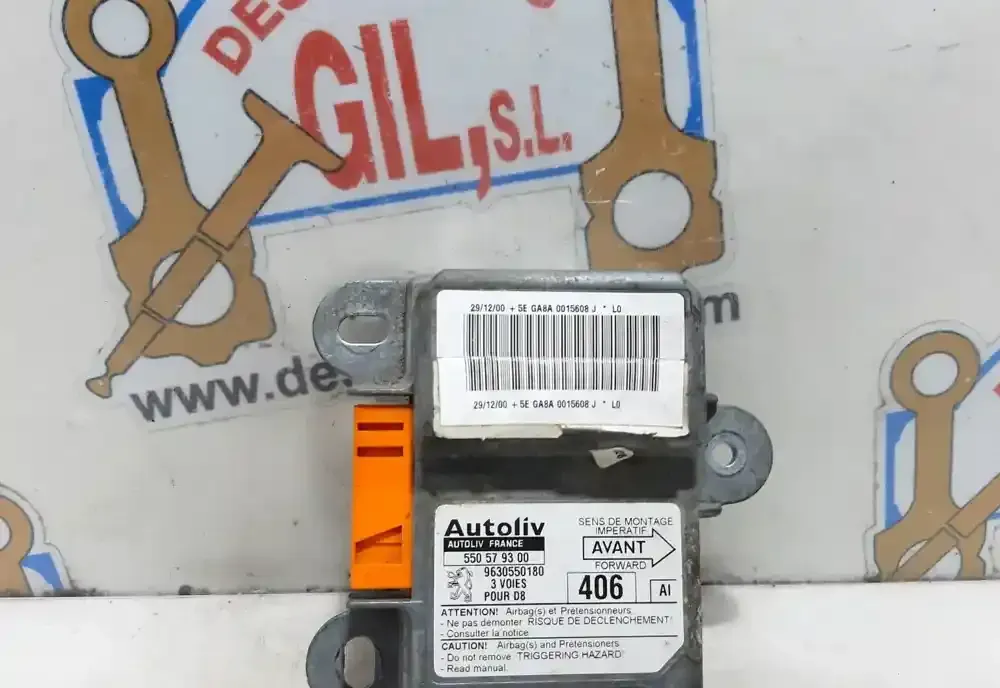 GIL, S.L.
www.de
m
29/12/00 + 5E GA8A 0015608 J * L0
29/12/00 + 5E GA8A 0015608 J * L0
Autoliv
AUTOLIV FRANCE
550 57 93 00
9630550180
3 VOIES
POUR D8
SENS DE MONTAGE
IMPERATIF
AVANT
FORWARD
406
AI
ATTENTION! Airbag(s) et Prétensionneurs
- Ne pas démonter RISQUE DE DECLENCHEMENT!
- Consulter la notice
CAUTION! Airbag(s) and Pretensioners
- Do not remove TRIGGERING HAZARD!
- Read manual.